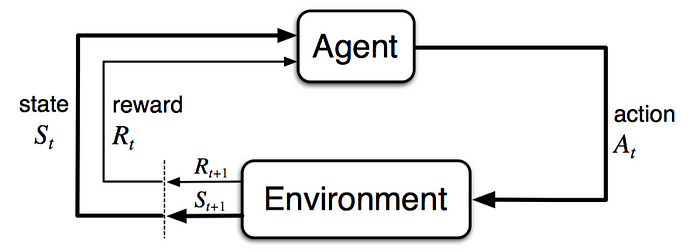 Agent
state
S_t
reward
R_t
action
A_t
R_{t+1}
S_{t+1}
Environment